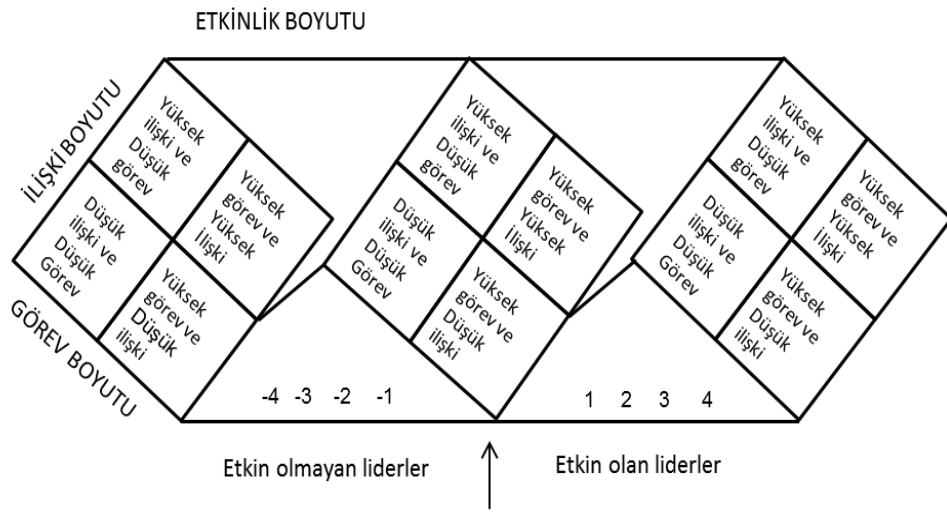 ETKİNLİK BOYUTU
İLİŞKİ BOYUTU
GÖREV BOYUTU
Yüksek
ilişki ve
Düşük
görev
Yüksek
görev ve
Yüksek
İlişki
Düşük
ilişki ve
Düşük
Görev
Yüksek
görev ve
Düşük
ilişki
Yüksek
ilişki ve
Düşük
görev
Yüksek
görev ve
Yüksek
İlişki
Düşük
ilişki ve
Düşük
Görev
Yüksek
görev ve
Düşük
ilişki
Yüksek
ilişki ve
Düşük
görev
Yüksek
görev ve
Yüksek
İlişki
Düşük
ilişki ve
Düşük
Görev
Yüksek
görev ve
Düşük
ilişki
-4 -3 -2 -1
1 2 3 4
Etkin olmayan liderler
Etkin olan liderler